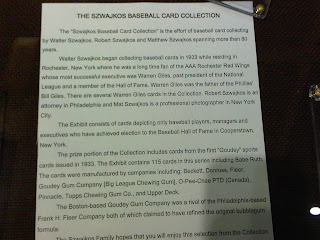 THE SZWAJKOS BASEBALL CARD COLLECTION
The "Szwajkos Baseball Card Collection" is the effort of baseball card collecting
by Walter Szwajkos, Robert Szwajkos and Matthew Szwajkos spanning more than 80
years.
Walter Szwajkos began collecting baseball cards in 1933 while residing in
Rochester, New York where he was a long time fan of the AAA Rochester Red Wings
whose most successful executive was Warren Giles, past president of the National
League and a member of the Hall of Fame. Warren Giles was the father of the Phillies'
Bill Giles. There are several Warren Giles cards in the Collection. Robert Szwajkos is an
attorney in Philadelphia and Mat Szwajkos is a professional photographer in New York
City.
The Exhibit consists of cards depicting only baseball players, managers and
executives who have achieved election to the Baseball Hall of Fame in Cooperstown,
New York.
The prize portion of the Collection includes cards from the first "Goudey" sports
cards issued in 1933. The Exhibit contains 115 cards in this series including Babe Ruth.
The cards were manufactured by companies including: Beckett, Donruss, Fleer,
Goudey Gum Company [Big League Chewing Gum], O-Pee-Chee PTD (Canada),
Pinnacle, Topps Chewing Gum Co., and Upper Deck.
The Boston-based Goudey Gum Company was a rival of the Philadelphia-based
Frank H. Fleer Company both of which claimed to have refined the original bubblegum
formula.
The Szwajkos Family hopes that you will enjoy this selection from the Collection